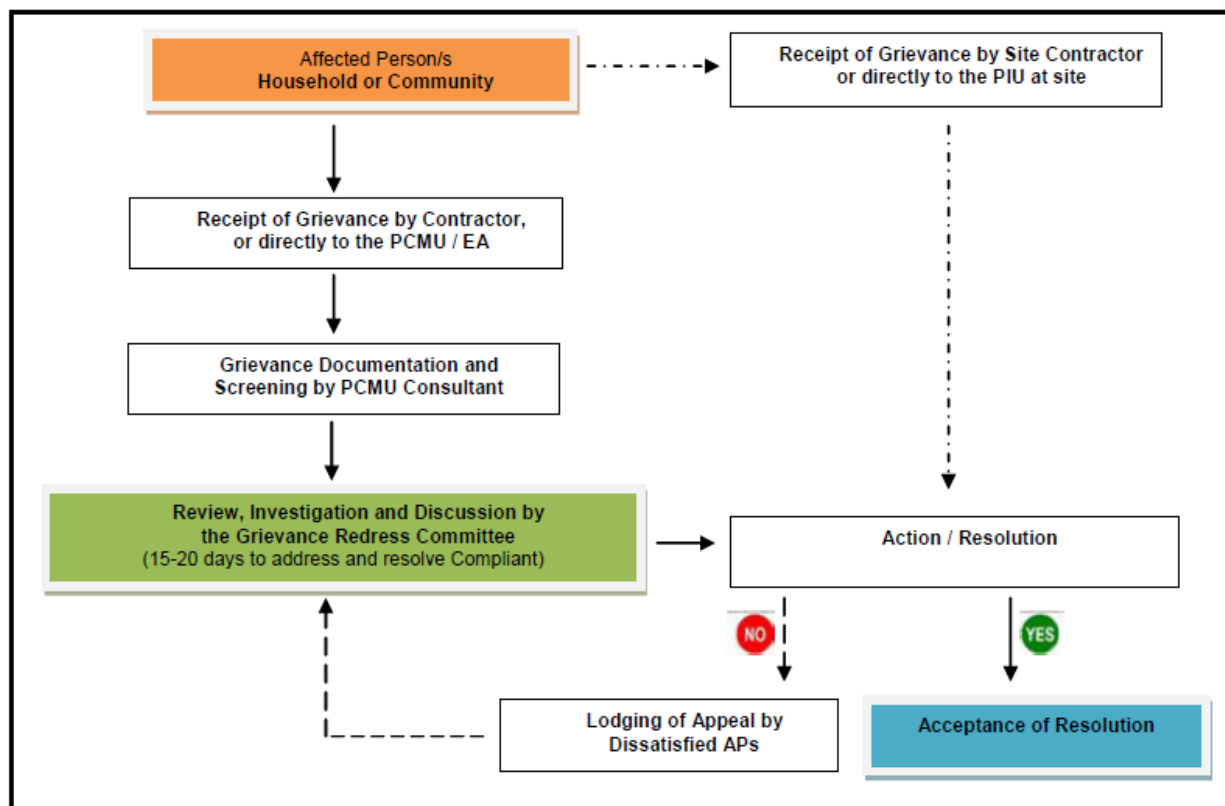 Affected Person/s
Household or Community
Receipt of Grievance by Site Contractor
or directly to the PIU at site
Receipt of Grievance by Contractor,
or directly to the PCMU / EA
Grievance Documentation and
Screening by PCMU Consultant
Review, Investigation and Discussion by
the Grievance Redress Committee
(15-20 days to address and resolve Compliant)
Action / Resolution
NO
YES
Lodging of Appeal by
Dissatisfied APs
Acceptance of Resolution